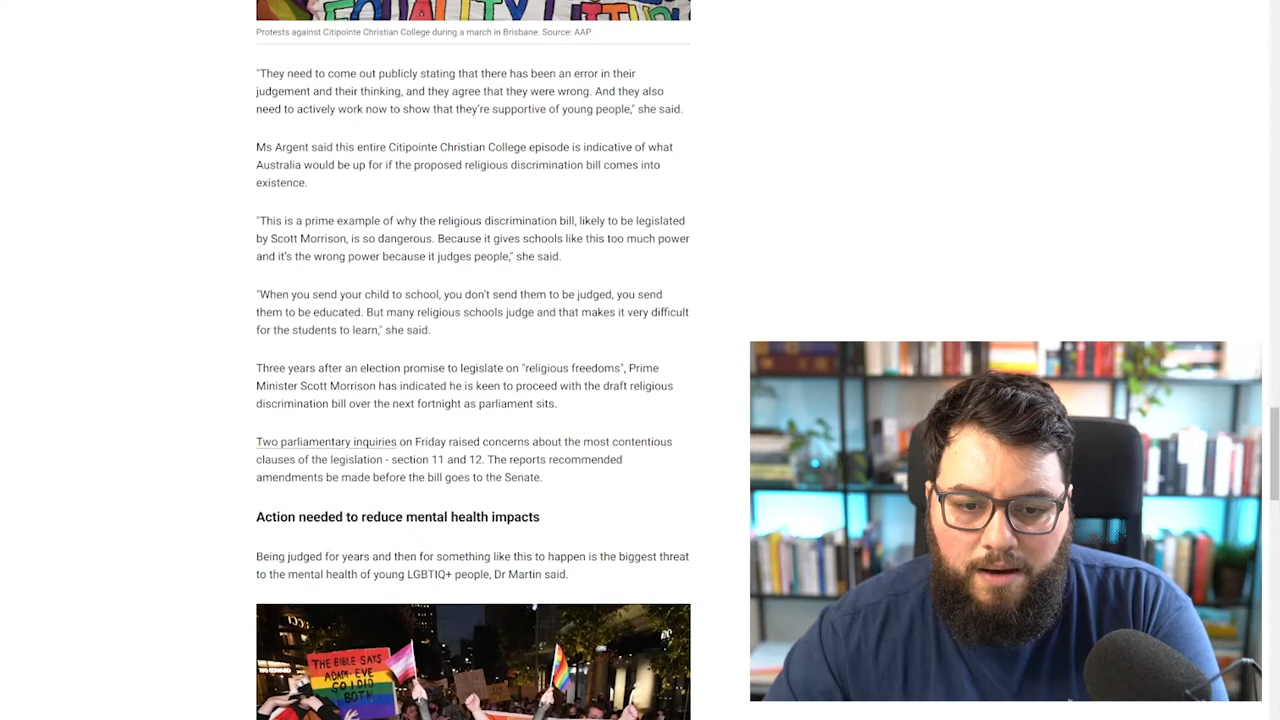 EQUALITY
Protests against Citipointe Christian College during a march in Brisbane. Source: AAP
"They need to come out publicly stating that there has been an error in their
judgement and their thinking, and they agree that they were wrong. And they also
need to actively work now to show that they're supportive of young people," she said.
Ms Argent said this entire Citipointe Christian College episode is indicative of what
Australia would be up for if the proposed religious discrimination bill comes into
existence.
"This is a prime example of why the religious discrimination bill, likely to be legislated
by Scott Morrison, is so dangerous. Because it gives schools like this too much power
and it's the wrong power because it judges people," she said.
"When you send your child to school, you don't send them to be judged, you send
them to be educated. But many religious schools judge and that makes it very difficult
for the students to learn," she said.
Three years after an election promise to legislate on "religious freedoms", Prime
Minister Scott Morrison has indicated he is keen to proceed with the draft religious
discrimination bill over the next fortnight as parliament sits.
Two parliamentary inquiries on Friday raised concerns about the most contentious
clauses of the legislation - section 11 and 12. The reports recommended
amendments be made before the bill goes to the Senate.
Action needed to reduce mental health impacts
Being judged for years and then for something like this to happen is the biggest threat
to the mental health of young LGBTIQ+ people, Dr Martin said.
THE BIBLE SAYS
ADAM + EVE
SO I DID
BOTH